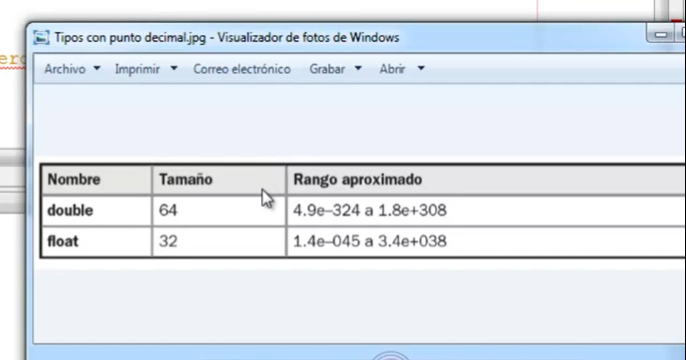 Tipos con punto decimal.jpg - Visualizador de fotos de Windows
Archivo Imprimir Correo electrónico Grabar Abrir
Nombre Tamaño Rango aproximado
double 64 4.9e–324 a 1.8e+308
float 32 1.4e–045 a 3.4e+038